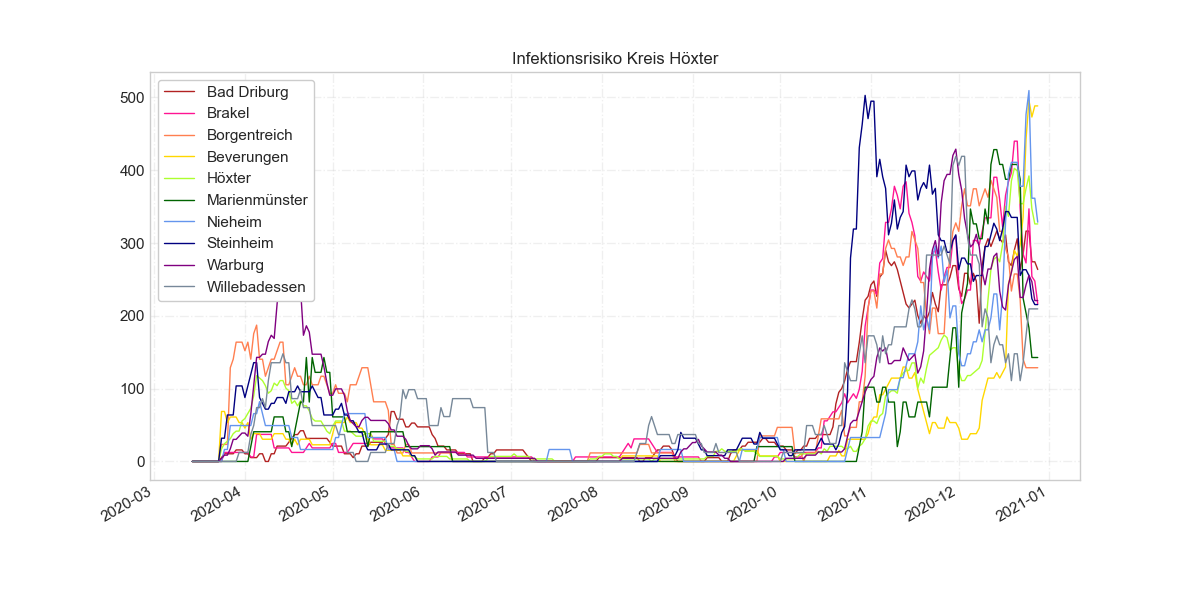 Infektionsrisiko Kreis Höxter
500
400
300
200
100
0
Bad Driburg
Brakel
Borgentreich
Beverungen
Höxter
Marienmünster
Nieheim
Steinheim
Warburg
Willebadessen
2020-03
2020-04
2020-05
2020-06
2020-07
2020-08
2020-09
2020-10
2020-11
2020-12
2021-01